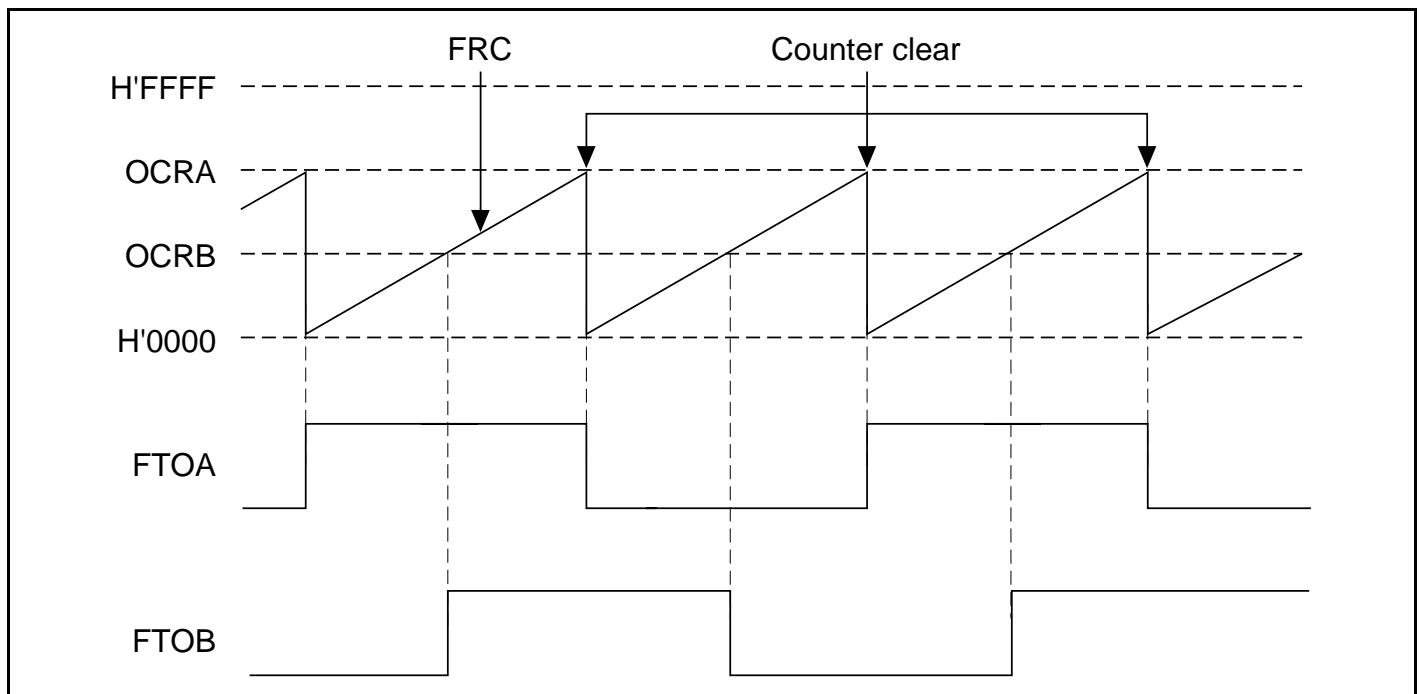 FRC
Counter clear
H'FFFF
OCRA
OCRB
H'0000
FTOA
FTOB